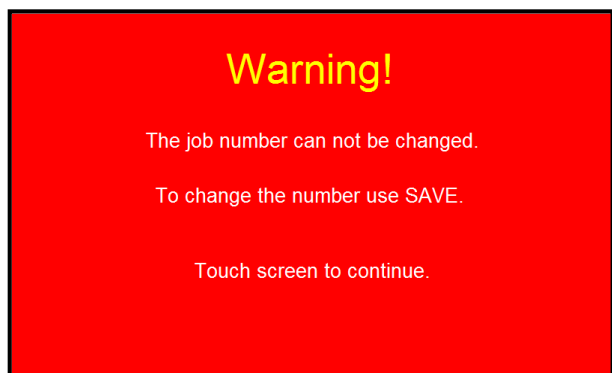 Warning!
The job number can not be changed.
To change the number use SAVE.
Touch screen to continue.